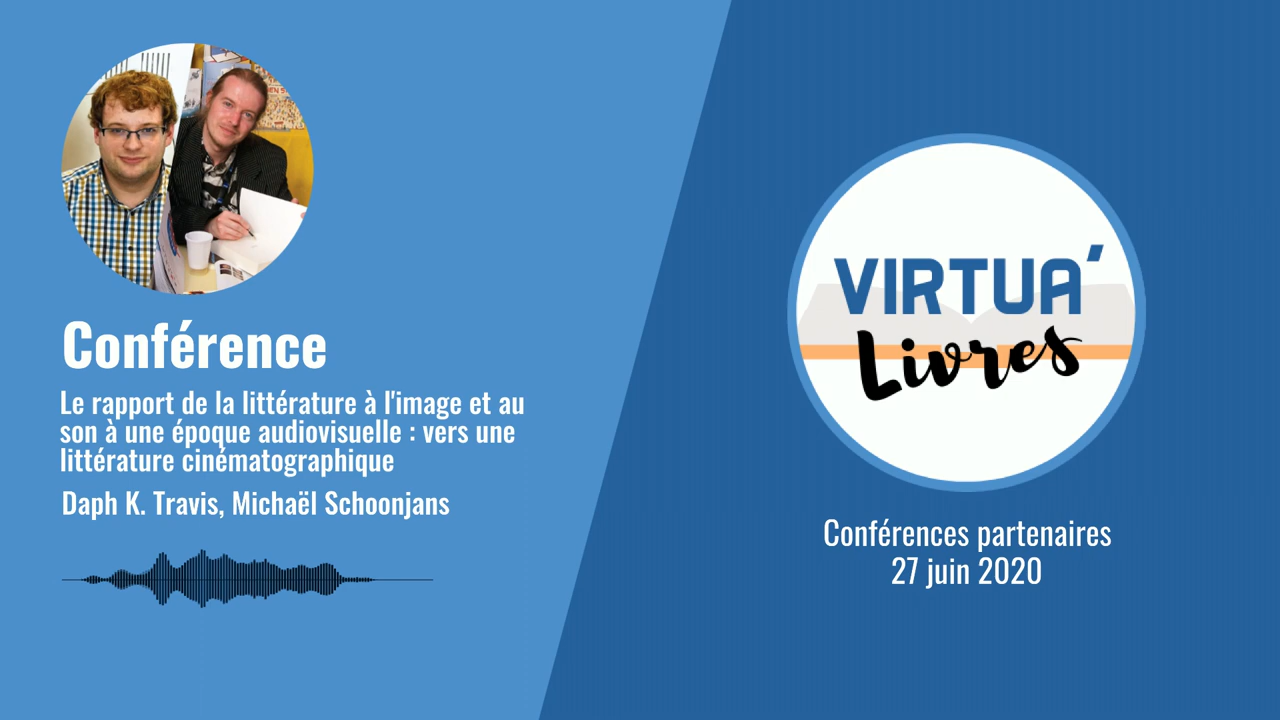 Conférence
Le rapport de la littérature à l'image et au
son à une époque audiovisuelle : vers une
littérature cinématographique
Daph K. Travis, Michaël Schoonjans
VIRTUA'
Livres
Conférences partenaires
27 juin 2020